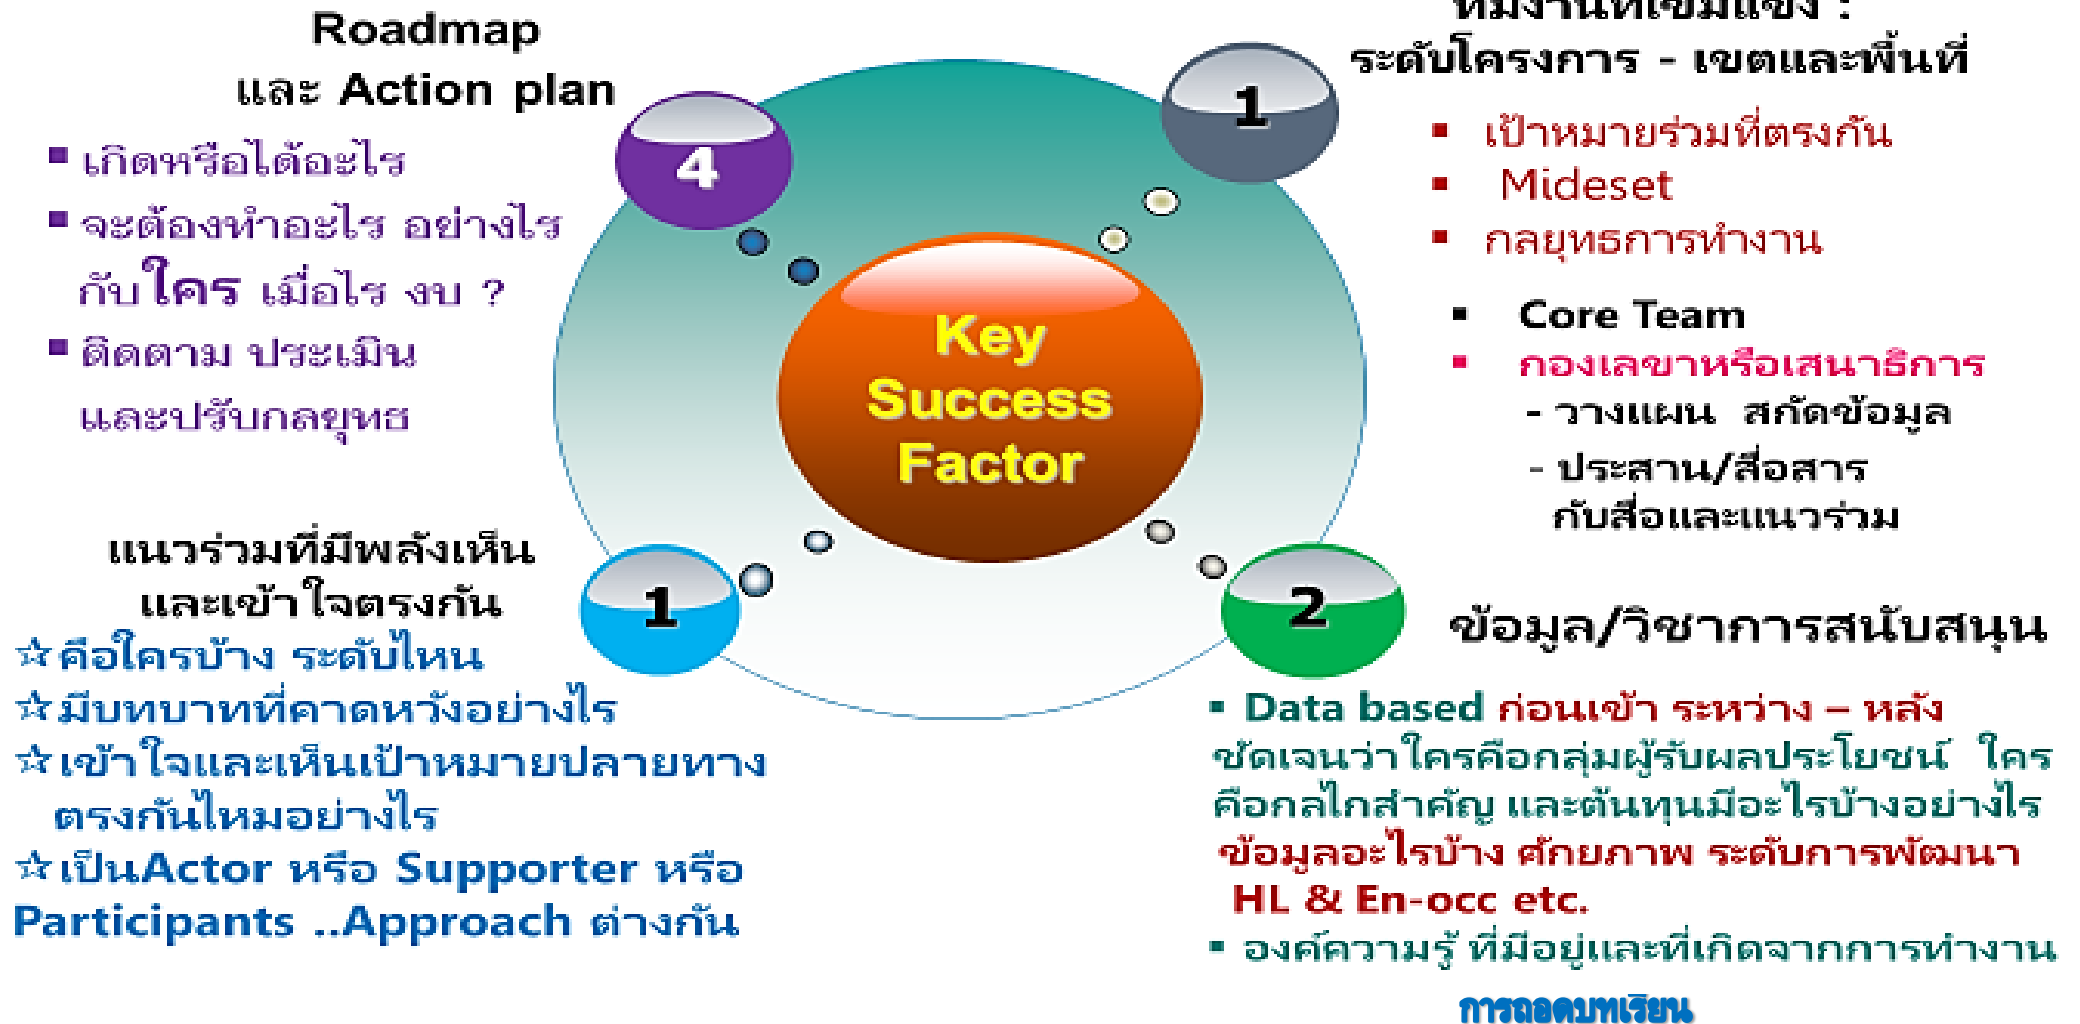 Roadmap
และ Action plan
4
▪ เกิดหรือได้อะไร
▪ จะต้องทำอะไร อย่างไร
กับใคร เมื่อไร งบ ?
▪ ติดตาม ประเมิน
และปรับกลยุทธ
ทีมงานที่เข้มแข็ง :
ระดับโครงการ - เขตและพื้นที่
1
▪ เป้าหมายร่วมที่ตรงกัน
▪ Mideset
▪ กลยุทธการทำงาน
▪ Core Team
▪ กองเลขาหรือเสนาธิการ
- วางแผน สกัดข้อมูล
- ประสาน/สื่อสาร
กับสื่อและแนวร่วม
Key
Success
Factor
แนวร่วมที่มีพลังเห็น
และเข้าใจตรงกัน
1
☆คือใครบ้าง ระดับไหน
☆มีบทบาทที่คาดหวังอย่างไร
☆เข้าใจและเห็นเป้าหมายปลายทาง
ตรงกันไหมอย่างไร
☆เป็นActor หรือ Supporter หรือ
Participants ..Approach ต่างกัน
2
ข้อมูล/วิชาการสนับสนุน
▪ Data based ก่อนเข้า ระหว่าง – หลัง
ชัดเจนว่าใครคือกลุ่มผู้รับผลประโยชน์ ใคร
คือกลไกสำคัญ และต้นทุนมีอะไรบ้างอย่างไร
ข้อมูลอะไรบ้าง ศักยภาพ ระดับการพัฒนา
HL & En-occ etc.
▪ องค์ความรู้ ที่มีอยู่และที่เกิดจากการทำงาน
การถอดบทเรียน